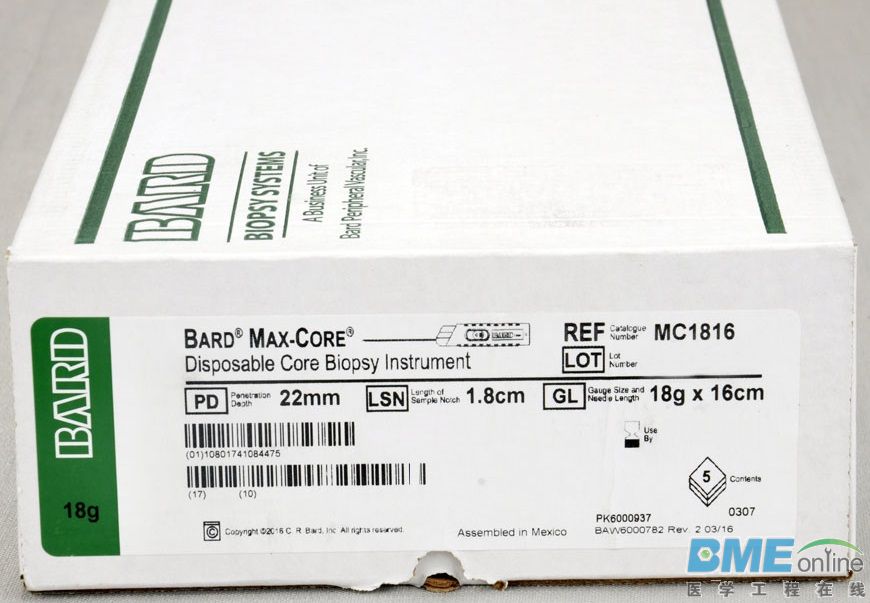 BARD
BIOPSY SYSTEMS
A Business Unit of
Bard Peripheral Vascular, Inc.
BARD
18g
BARD® MAX-CORE®
BARD
Disposable Core Biopsy Instrument
REF Catalogue Number MC1816
LOT Lot Number
PD Penetration Depth 22mm LSN Length of Sample Notch 1.8cm GL Gauge Size and Needle Length 18g x 16cm
(01)10801741084475
(17) (10)
Use By
5 Contents
0307
PK6000937
BAW6000782 Rev. 2 03/16
Copyright ©2016 C. R. Bard, Inc. All rights reserved.
Assembled in Mexico
BME online
医学工程在线